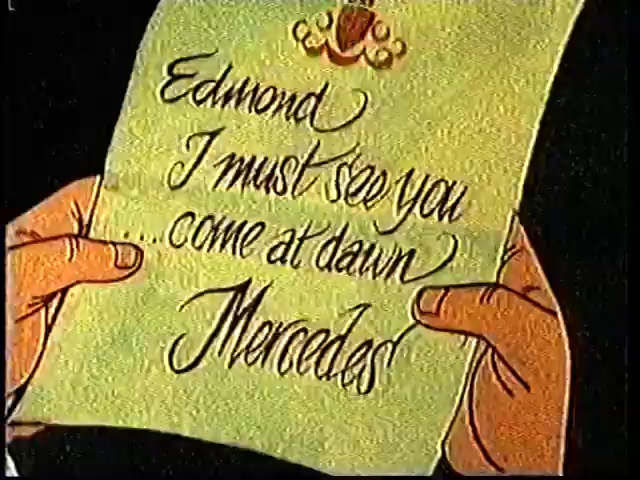 Edmond
I must see you
...come at dawn
Mercedes